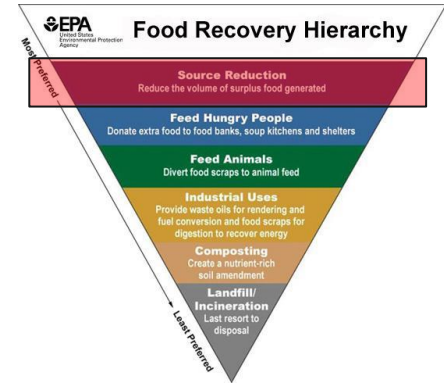 EPA
United States
Environmental Protection
Agency
Food Recovery Hierarchy
Most Preferred
Source Reduction
Reduce the volume of surplus food generated
Feed Hungry People
Donate extra food to food banks, soup kitchens and shelters
Feed Animals
Divert food scraps to animal feed
Industrial Uses
Provide waste oils for rendering and
fuel conversion and food scraps for
digestion to recover energy
Composting
Create a nutrient-rich
soil amendment
Landfill/
Incineration
Last resort to
disposal
Least Preferred